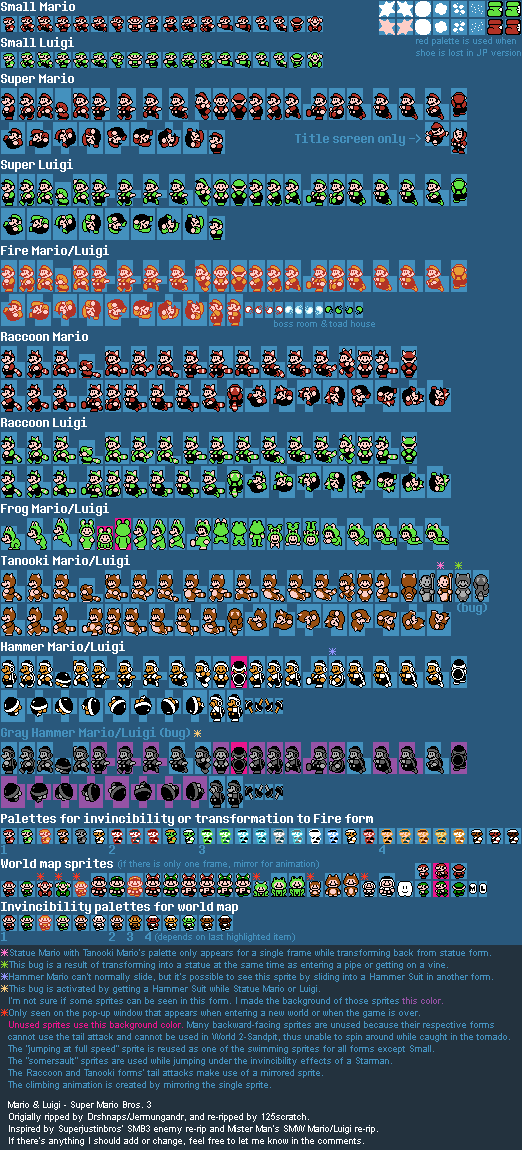 Small Mario
red palette is used when
shoe is lost in JP version
Small Luigi
Super Mario
Title screen only ->
Super Luigi
Fire Mario/Luigi
boss room & toad house
Raccoon Mario
Raccoon Luigi
Frog Mario/Luigi
Tanooki Mario/Luigi
(bug)
Hammer Mario/Luigi
Gray Hammer Mario/Luigi (bug)
Palettes for invincibility or transformation to Fire form
1 2 3 4
World map sprites (if there is only one frame, mirror for animation)
Invincibility palettes for world map
1 2 3 4 (depends on last highlighted item)
Statue Mario with Tanooki Mario's palette only appears for a single frame while transforming back from statue form.
This bug is a result of transforming into a statue at the same time as entering a pipe or getting on a vine.
Hammer Mario can't normally slide, but it's possible to see this sprite by sliding into a Hammer Suit in another form.
This bug is activated by getting a Hammer Suit while Statue Mario or Luigi.
I'm not sure if some sprites can be seen in this form. I made the background of those sprites this color.
Only seen on the pop-up window that appears when entering a new world or when the game is over.
Unused sprites use this background color. Many backward-facing sprites are unused because their respective forms
cannot use the tail attack and cannot be used in World 2-Sandpit, thus unable to spin around while caught in the tornado.
The "jumping at full speed" sprite is reused as one of the swimming sprites for all forms except Small.
The "somersault" sprites are used while jumping under the invincibility effects of a Starman.
The Raccoon and Tanooki forms' tail attacks make use of a mirrored sprite.
The climbing animation is created by mirroring the single sprite.
Mario & Luigi - Super Mario Bros. 3
Origially ripped by Drshnaps/Jermungandr, and re-ripped by 125scratch.
Inspired by Superjustinbros' SMB3 enemy re-rip and Mister Man's SMW Mario/Luigi re-rip.
If there's anything I should add or change, feel free to let me know in the comments.